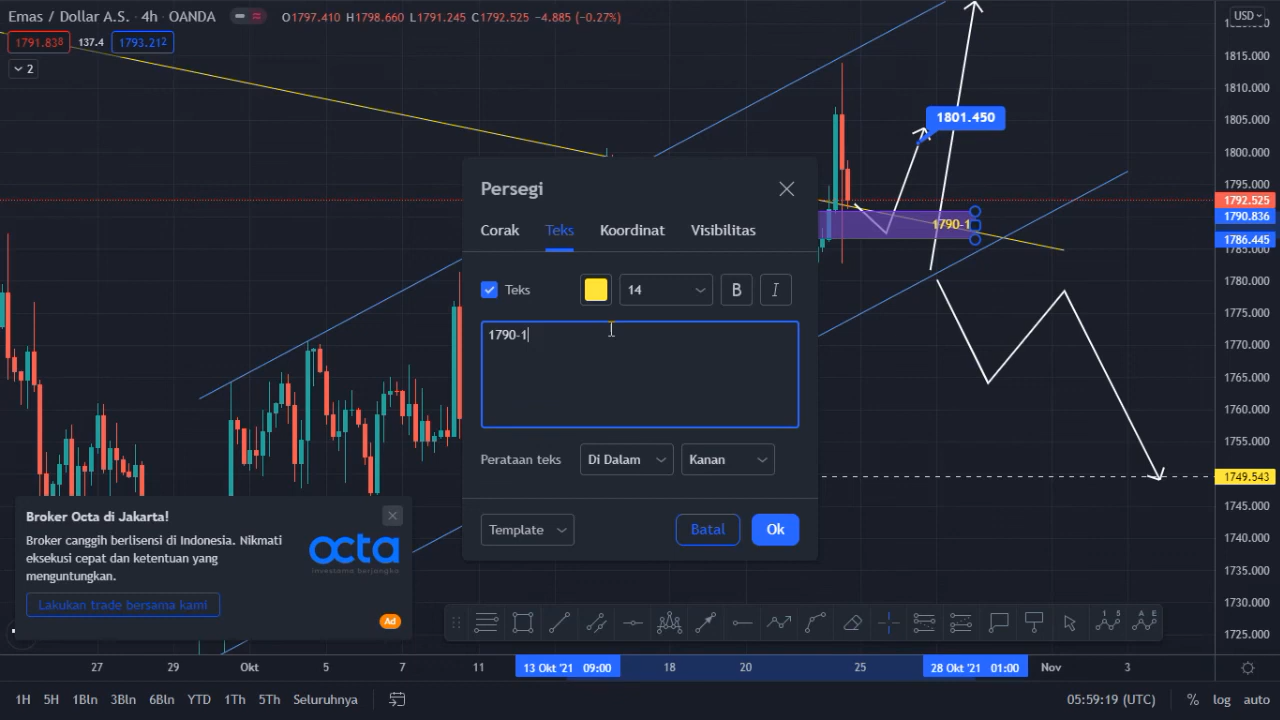 Emas / Dollar A.S. • 4h • OANDA
O1797.410 H1798.660 L1791.245 C1792.525 -4.885 (-0.27%)
USD
1791.838 137.4 1793.212
2
1815.000
1810.000
1805.000
1800.000
1795.000
1792.525
1790.836
1786.445
1780.000
1775.000
1770.000
1765.000
1760.000
1755.000
1749.543
1745.000
1740.000
1735.000
1730.000
1725.000
1801.450
1790-1
Persegi
Corak Teks Koordinat Visibilitas
Teks 14 B I
1790-1
Perataan teks Di Dalam Kanan
Template Batal Ok
Broker Octa di Jakarta!
Broker canggih berlisensi di Indonesia. Nikmati
eksekusi cepat dan ketentuan yang
menguntungkan.
octa
Investama berjangka
Lakukan trade bersama kami
Ad
27 29 Okt 5 7 11 13 Okt '21 09:00 18 20 25 28 Okt '21 01:00 Nov 3
1H 5H 1Bln 3Bln 6Bln YTD 1Th 5Th Seluruhnya 05:59:19 (UTC) % log auto